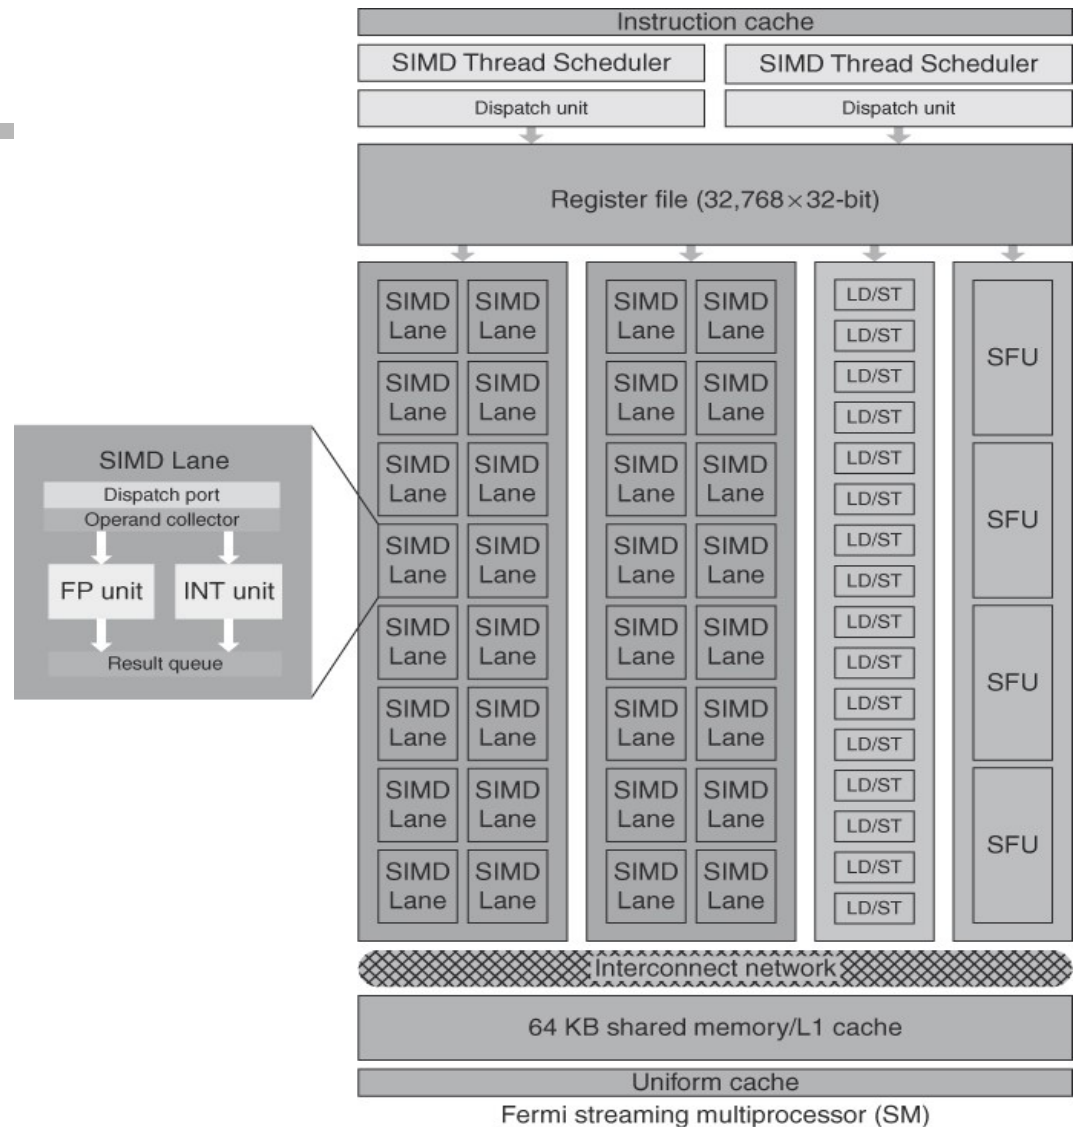 Instruction cache
SIMD Thread Scheduler SIMD Thread Scheduler
Dispatch unit Dispatch unit
Register file (32,768×32-bit)
SIMD SIMD SIMD SIMD LD/ST
Lane Lane Lane Lane LD/ST
SFU
SIMD SIMD SIMD SIMD LD/ST
Lane Lane Lane Lane LD/ST
SIMD SIMD SIMD SIMD LD/ST
Lane Lane Lane Lane LD/ST
SFU
SIMD SIMD SIMD SIMD LD/ST
Lane Lane Lane Lane LD/ST
SIMD SIMD SIMD SIMD LD/ST
Lane Lane Lane Lane LD/ST
SFU
SIMD SIMD SIMD SIMD LD/ST
Lane Lane Lane Lane LD/ST
SIMD SIMD SIMD SIMD LD/ST
Lane Lane Lane Lane LD/ST
SFU
SIMD SIMD SIMD SIMD LD/ST
Lane Lane Lane Lane LD/ST
SIMD Lane
Dispatch port
Operand collector
FP unit INT unit
Result queue
Interconnect network
64 KB shared memory/L1 cache
Uniform cache
Fermi streaming multiprocessor (SM)